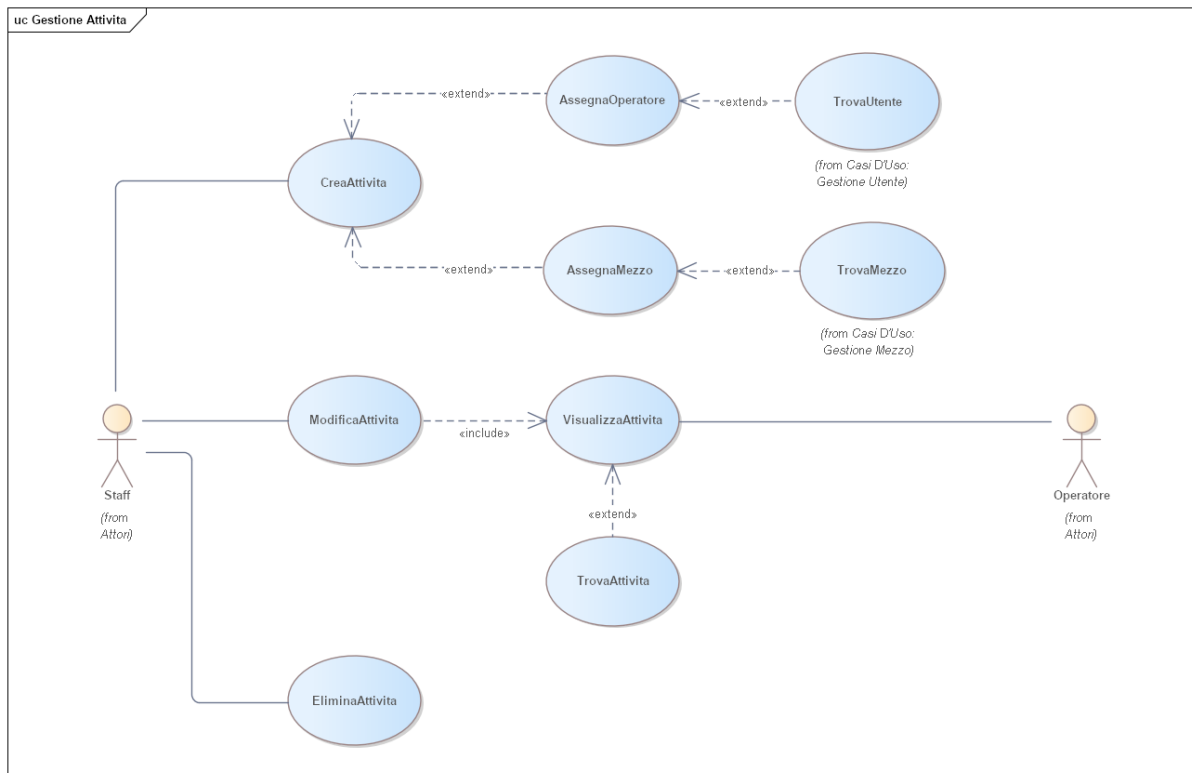 uc Gestione Attivita
AssegnaOperatore
«extend»
TrovaUtente
«extend»
(from Casi D'Uso:
Gestione Utente)
CreaAttivita
AssegnaMezzo
«extend»
TrovaMezzo
«extend»
(from Casi D'Uso:
Gestione Mezzo)
ModificaAttivita
«include»
VisualizzaAttivita
Staff
(from
Attori)
Operatore
(from
Attori)
«extend»
TrovaAttivita
EliminaAttivita